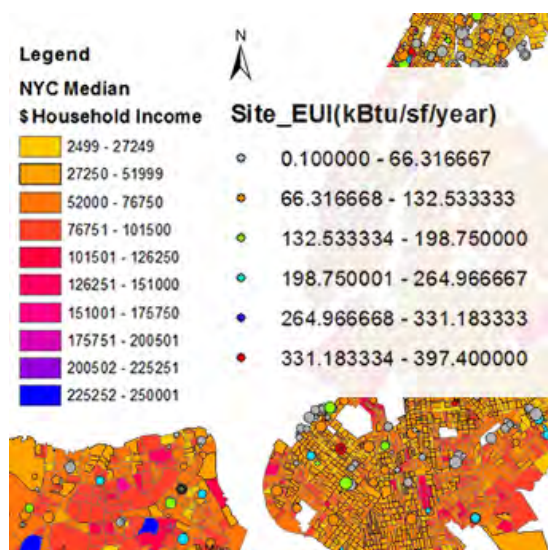 N
Legend
NYC Median
$Household Income
2499 - 27249
27250 - 51999
52000 - 76750
76751 - 101500
101501 - 126250
126251 - 151000
151001 - 175750
175751 - 200501
200502 - 225251
225252 - 250001
Site_EUI(kBtu/sf/year)
0.100000 - 66.316667
66.316668 - 132.533333
132.533334 - 198.750000
198.750001 - 264.966667
264.966668 - 331.183333
331.183334 - 397.400000